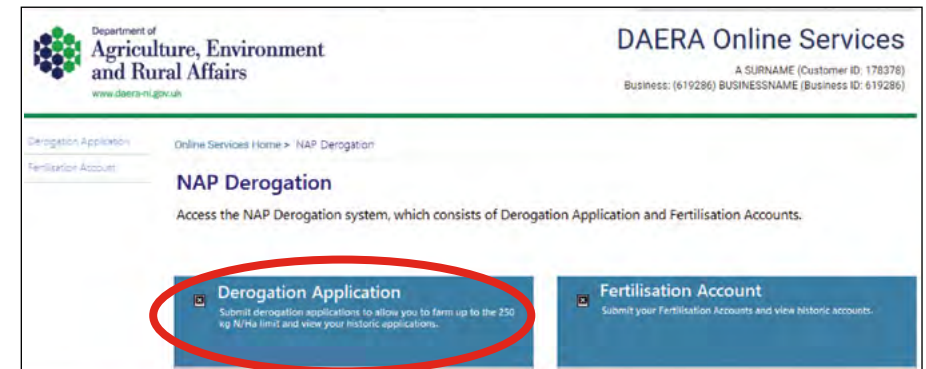 Department of
Agriculture, Environment
and Rural Affairs
www.daera-ni.gov.uk
DAERA Online Services
A SURNAME (Customer ID: 178378)
Business: (619286) BUSINESSNAME (Business ID: 619286)
Derogation Application
Fertilisation Account
Online Services Home > NAP Derogation
NAP Derogation
Access the NAP Derogation system, which consists of Derogation Application and Fertilisation Accounts.
Derogation Application
Submit derogation applications to allow you to farm up to the 250
kg N/Ha limit and view your historic applications.
Fertilisation Account
Submit your Fertilisation Accounts and view historic accounts.